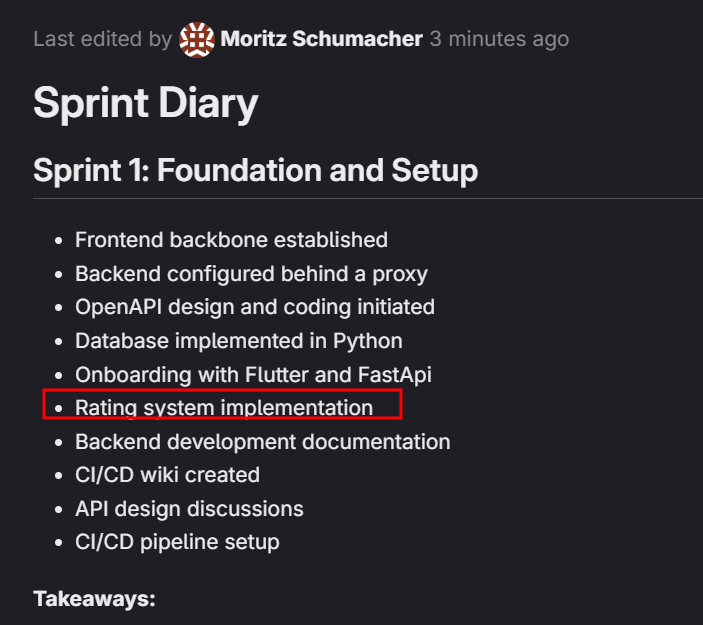 Last edited by Moritz Schumacher 3 minutes ago
Sprint Diary
Sprint 1: Foundation and Setup
Frontend backbone established
Backend configured behind a proxy
OpenAPI design and coding initiated
Database implemented in Python
Onboarding with Flutter and FastApi
Rating system implementation
Backend development documentation
CI/CD wiki created
API design discussions
CI/CD pipeline setup
Takeaways: